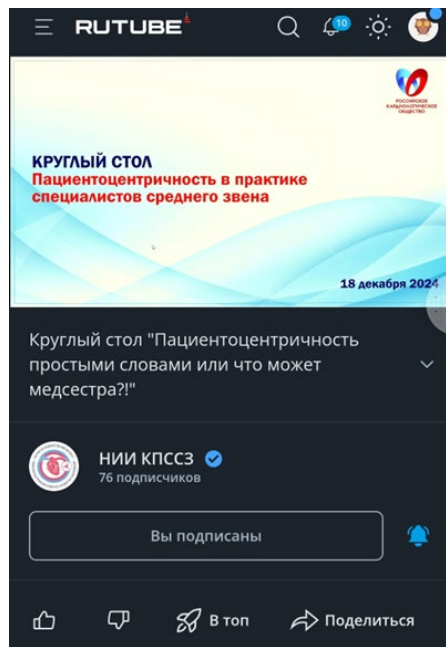 RUTUBE
10
РОССИЙСКОЕ
КАРДИОЛОГИЧЕСКОЕ
ОБЩЕСТВО
КРУГЛЫЙ СТОЛ
Пациентоцентричность в практике
специалистов среднего звена
18 декабря 2024
Круглый стол "Пациентоцентричность
простыми словами или что может
медсестра?!"
НИИ КПССЗ
76 подписчиков
Вы подписаны
В топ
Поделиться